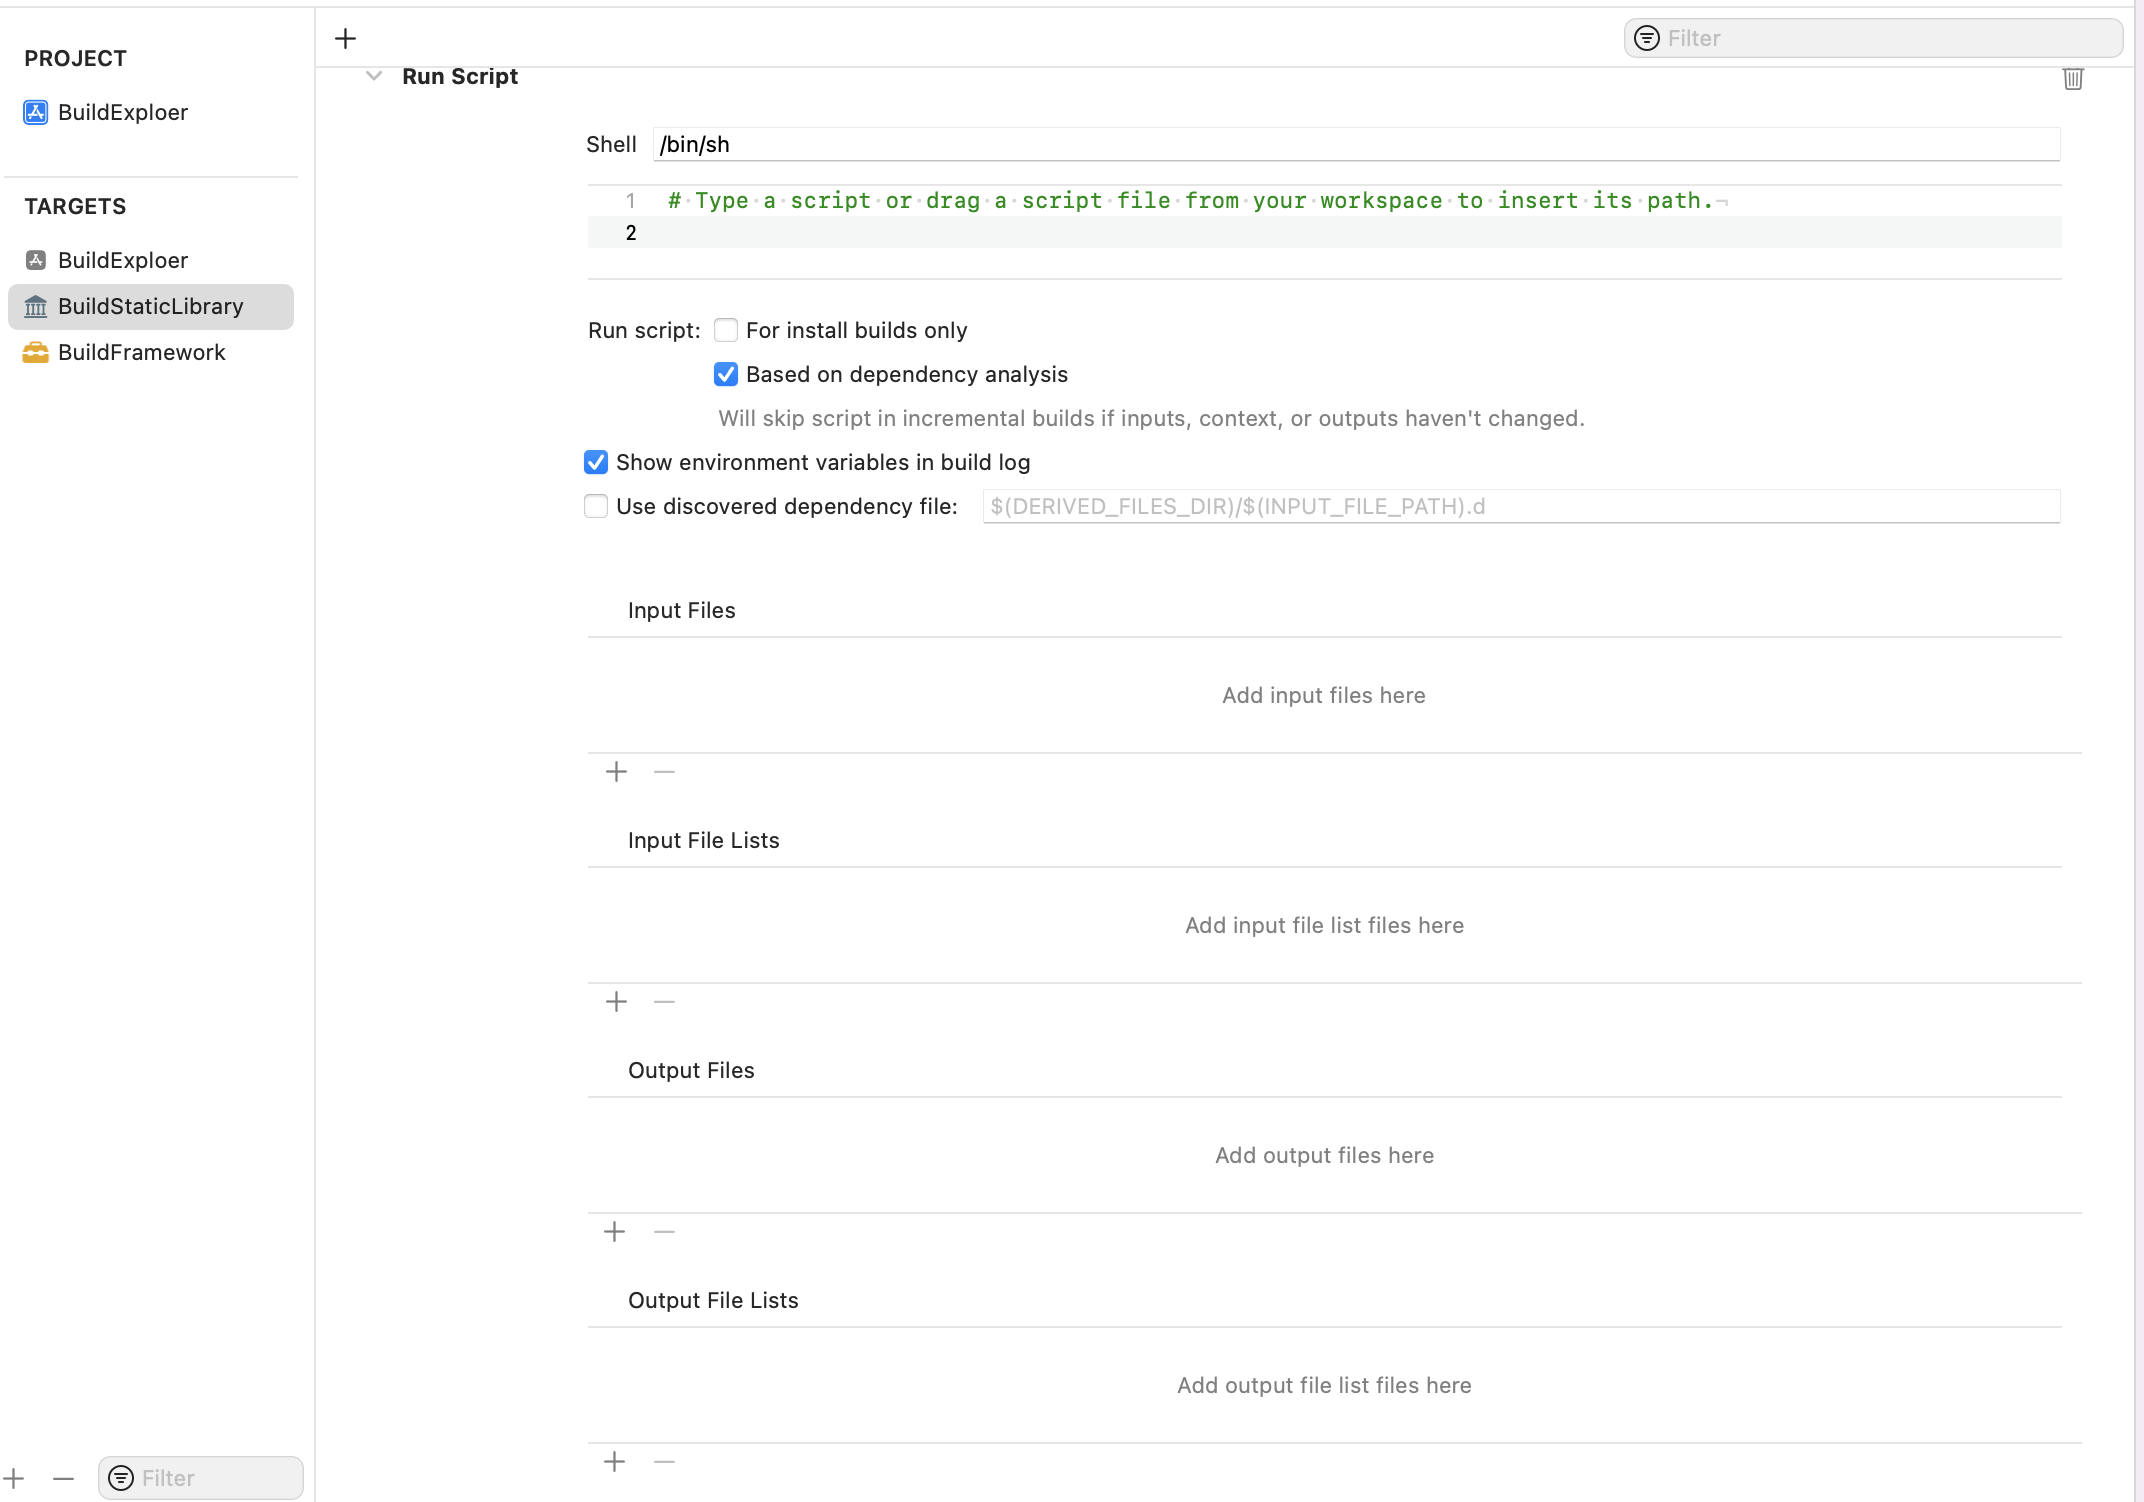 PROJECT
BuildExploer
TARGETS
BuildExploer
BuildStaticLibrary
BuildFramework
Filter
Filter
Run Script
Shell /bin/sh
1 # Type a script or drag a script file from your workspace to insert its path.
2
Run script: For install builds only
Based on dependency analysis
Will skip script in incremental builds if inputs, context, or outputs haven't changed.
Show environment variables in build log
Use discovered dependency file: $(DERIVED_FILES_DIR)/$(INPUT_FILE_PATH).d
Input Files
Add input files here
Input File Lists
Add input file list files here
Output Files
Add output files here
Output File Lists
Add output file list files here